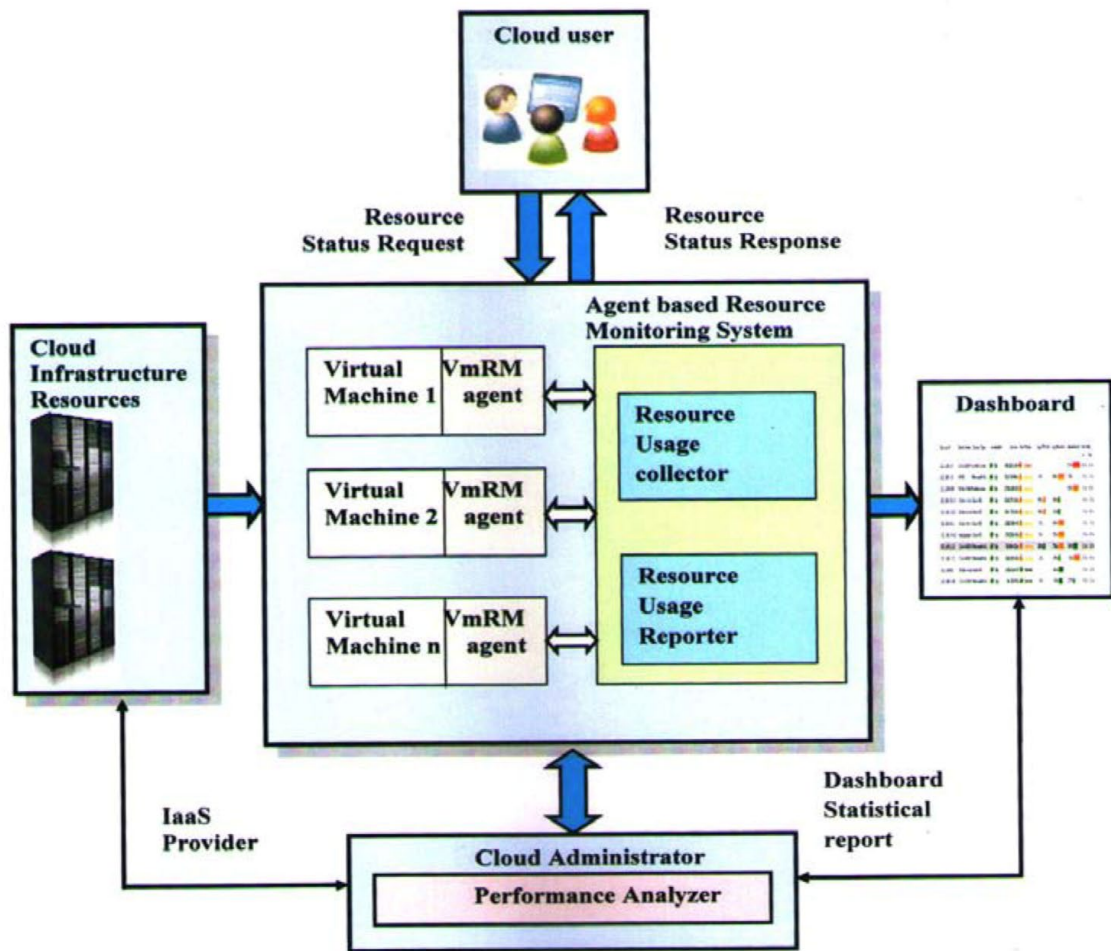 Cloud user
Resource
Status Request
Resource
Status Response
Agent based Resource
Monitoring System
Cloud
Infrastructure
Resources
Virtual
Machine 1
VmRM
agent
Resource
Usage
collector
Virtual
Machine 2
VmRM
agent
Resource
Usage
Reporter
Virtual
Machine n
VmRM
agent
Dashboard
IaaS
Provider
Dashboard
Statistical
report
Cloud Administrator
Performance Analyzer